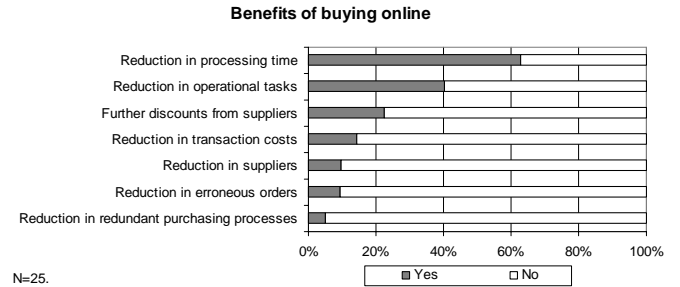 Benefits of buying online
Reduction in processing time
Reduction in operational tasks
Further discounts from suppliers
Reduction in transaction costs
Reduction in suppliers
Reduction in erroneous orders
Reduction in redundant purchasing processes
0% 20% 40% 60% 80% 100%
Yes No
N=25.